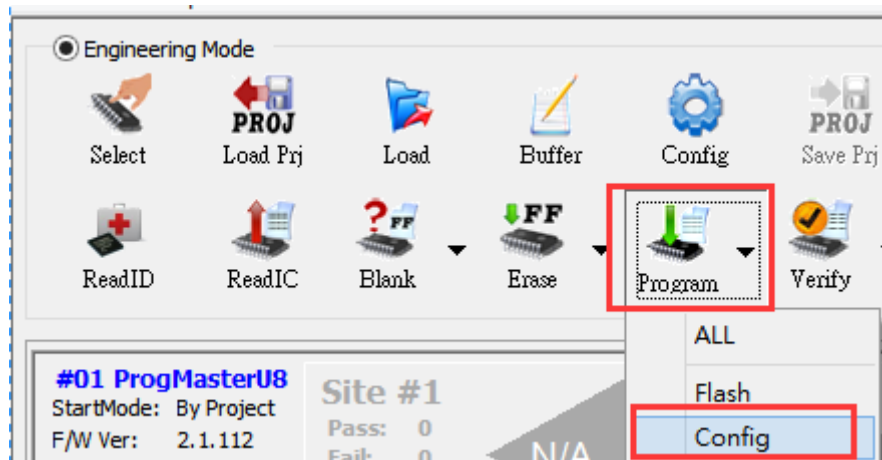 Engineering Mode
PROJ
PROJ
Select Load Prj Load Buffer Config Save Prj
? FF
FF
ReadID ReadIC Blank Erase Program Verify
ALL
Flash
Config
#01 ProgMasterU8
StartMode: By Project
F/W Ver: 2.1.112
Site #1
Pass: 0
Fail: 0
N/A